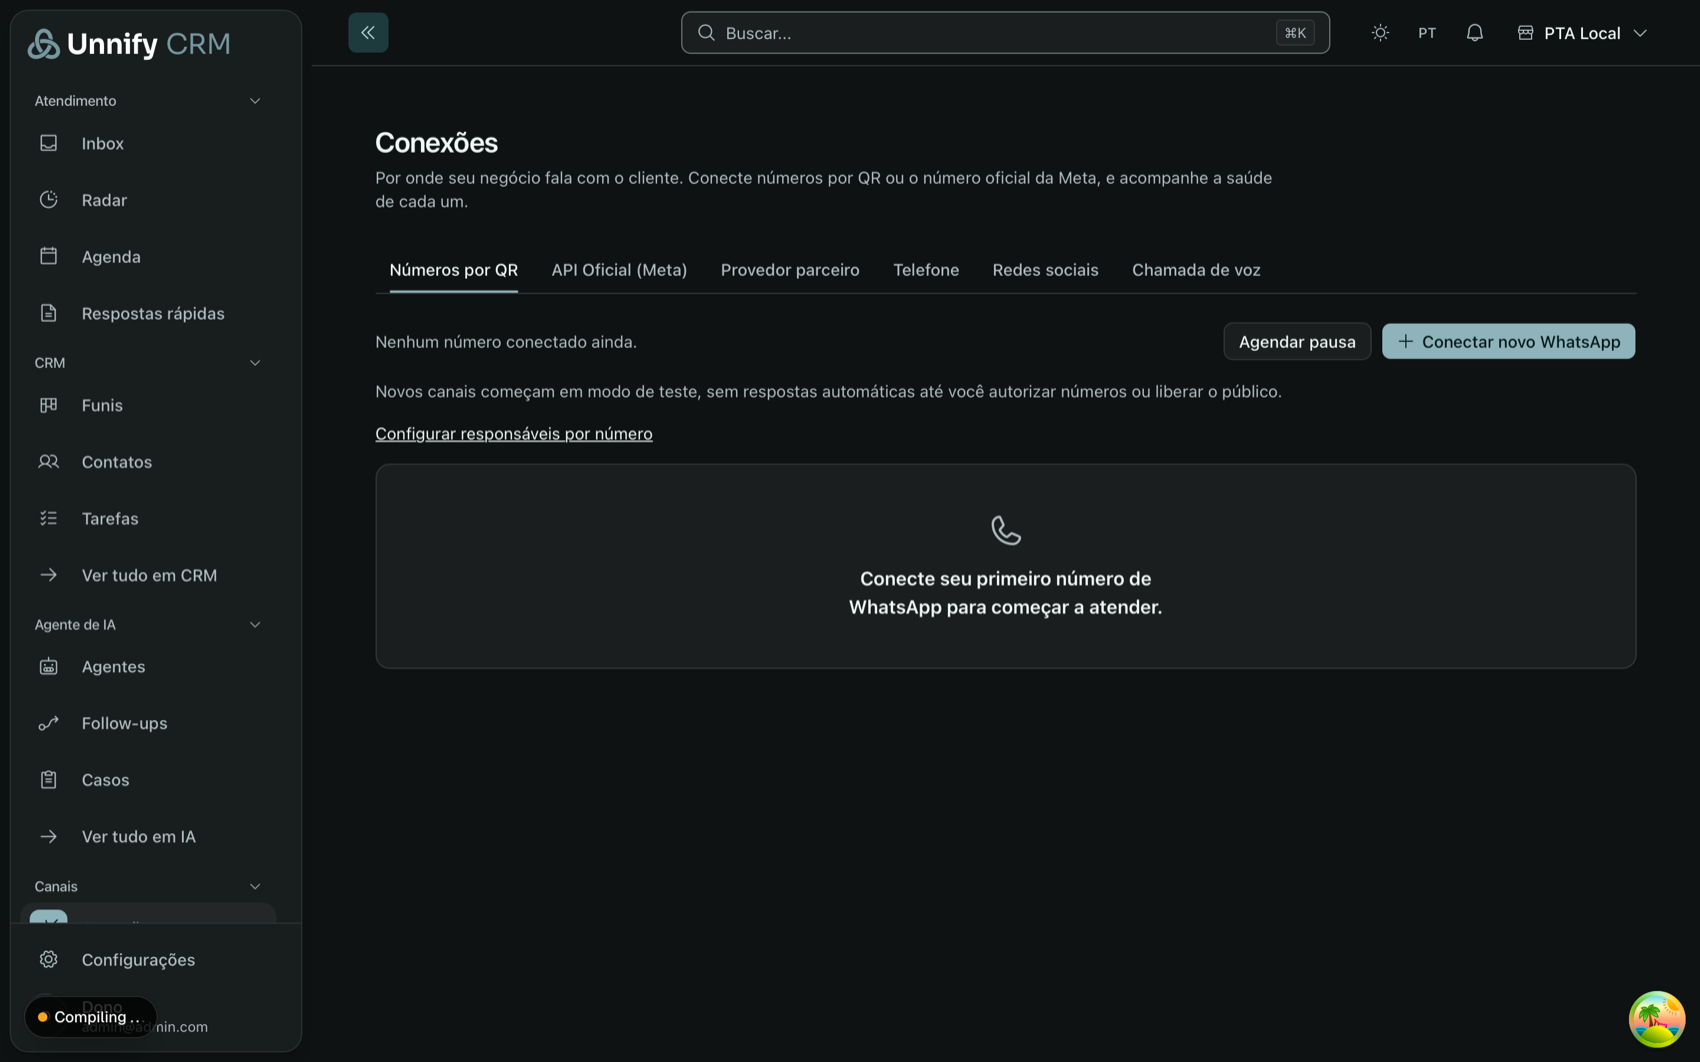 Unnify CRM
Atendimento
Inbox
Radar
Agenda
Respostas rápidas
CRM
Funis
Contatos
Tarefas
Ver tudo em CRM
Agente de IA
Agentes
Follow-ups
Casos
Ver tudo em IA
Canais
Configurações
Dono
Compiling ...
admin@admin.com
Buscar...
⌘K
PT
PTA Local
Conexões
Por onde seu negócio fala com o cliente. Conecte números por QR ou o número oficial da Meta, e acompanhe a saúde
de cada um.
Números por QR
API Oficial (Meta)
Provedor parceiro
Telefone
Redes sociais
Chamada de voz
Nenhum número conectado ainda.
Agendar pausa
Conectar novo WhatsApp
Novos canais começam em modo de teste, sem respostas automáticas até você autorizar números ou liberar o público.
Configurar responsáveis por número
Conecte seu primeiro número de
WhatsApp para começar a atender.